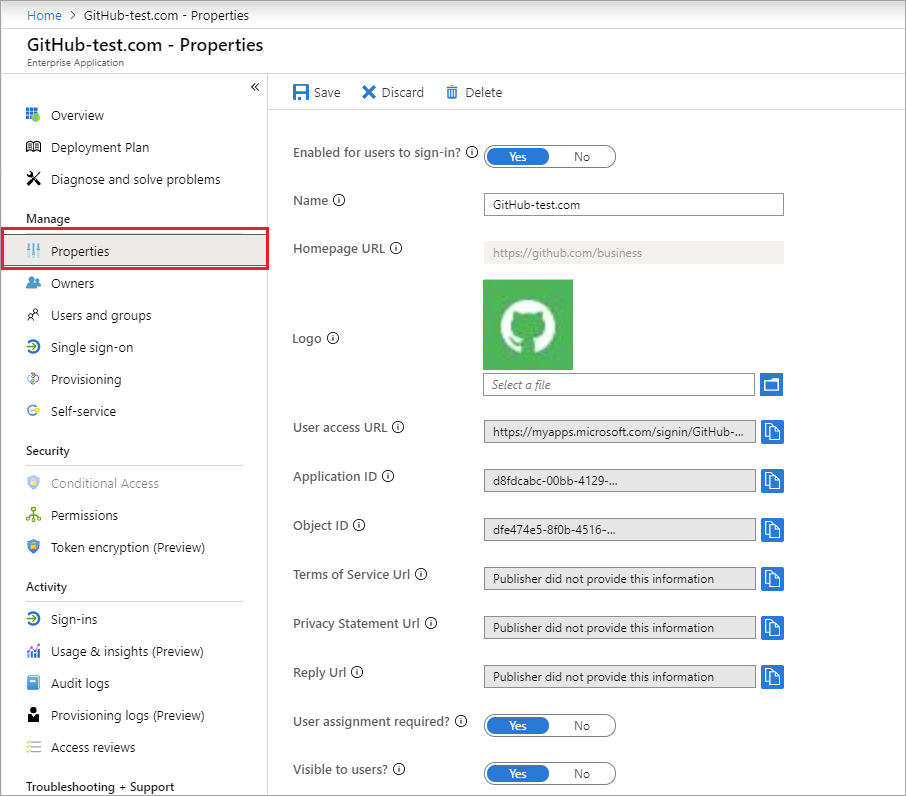 Home > GitHub-test.com - Properties
GitHub-test.com - Properties
Enterprise Application
«
Overview
Deployment Plan
Diagnose and solve problems
Manage
Properties
Owners
Users and groups
Single sign-on
Provisioning
Self-service
Security
Conditional Access
Permissions
Token encryption (Preview)
Activity
Sign-ins
Usage & insights (Preview)
Audit logs
Provisioning logs (Preview)
Access reviews
Troubleshooting + Support
Save Discard Delete
Enabled for users to sign-in? Yes No
Name GitHub-test.com
Homepage URL https://github.com/business
Logo
Select a file
User access URL https://myapps.microsoft.com/signin/GitHub-...
Application ID d8fdcabc-00bb-4129-...
Object ID dfe474e5-8f0b-4516-...
Terms of Service Url Publisher did not provide this information
Privacy Statement Url Publisher did not provide this information
Reply Url Publisher did not provide this information
User assignment required? Yes No
Visible to users? Yes No